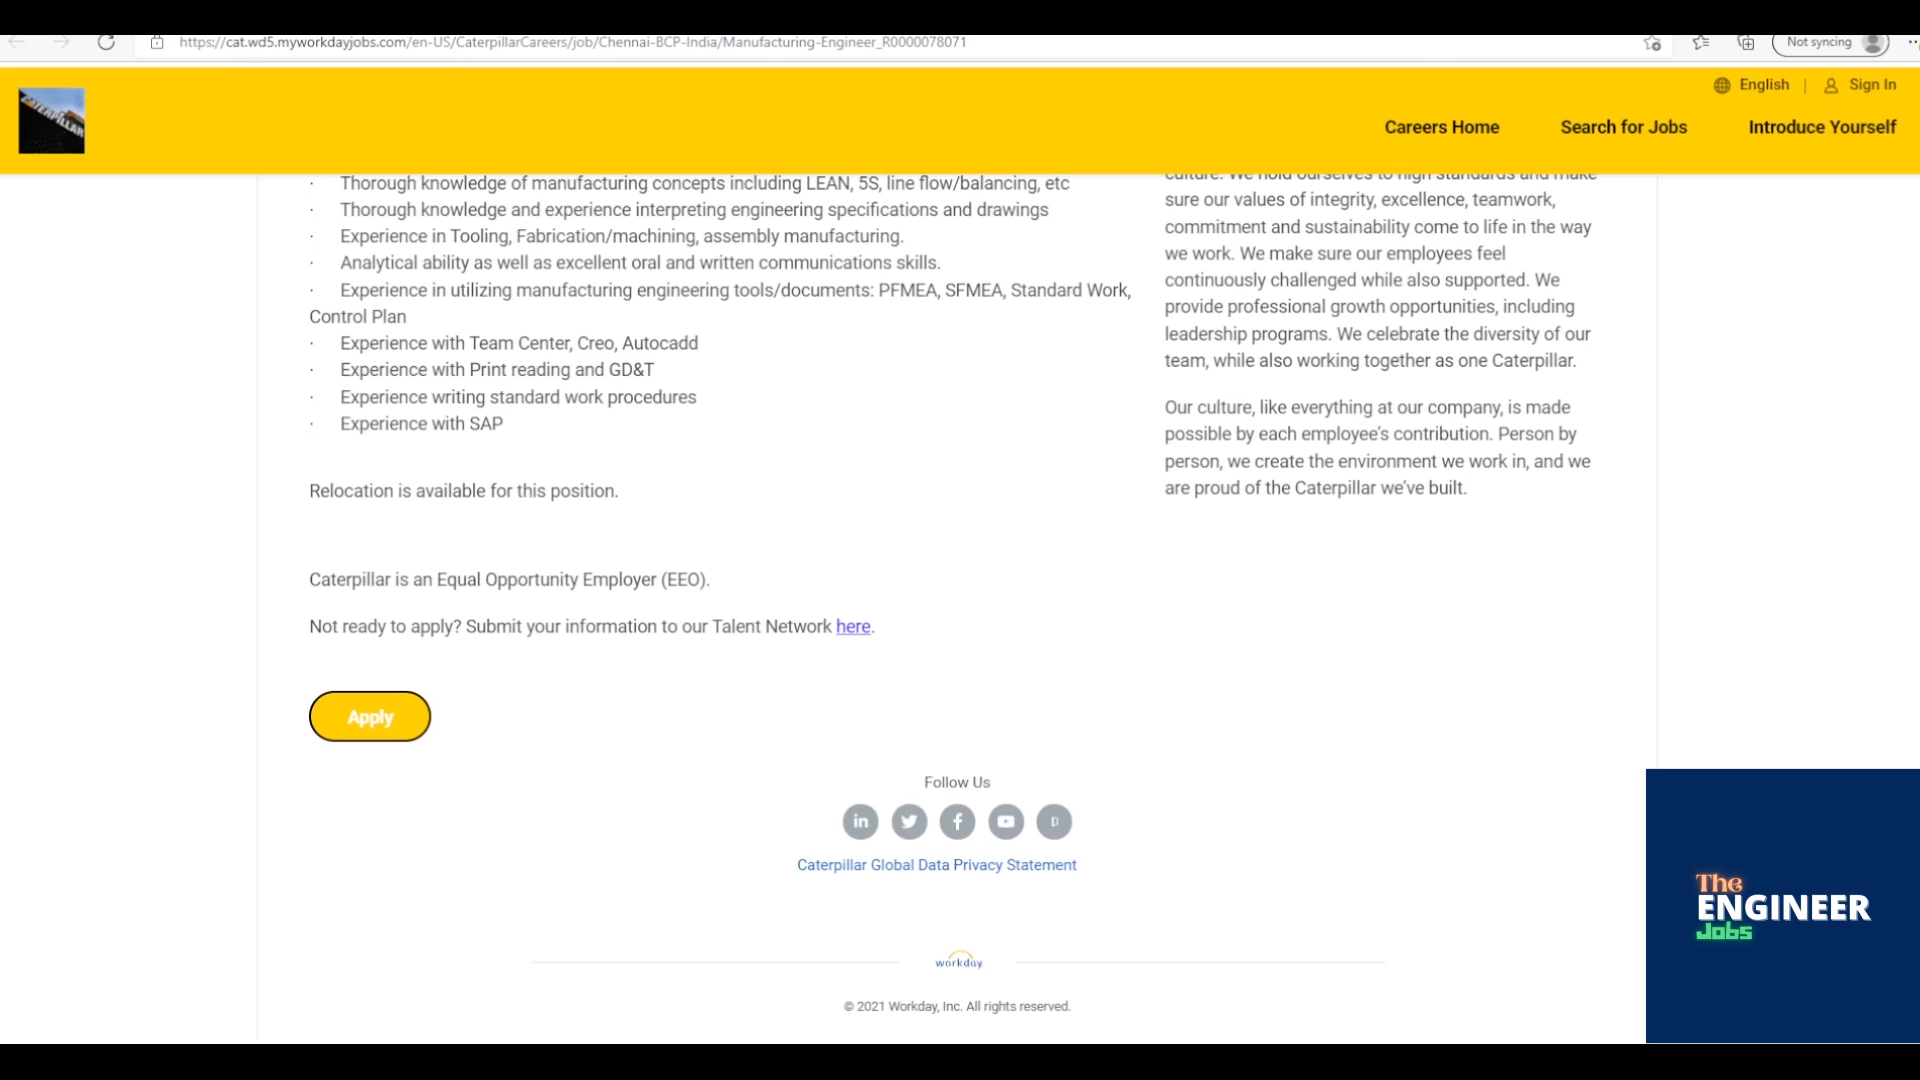 https://cat.wd5.myworkdayjobs.com/en-US/CaterpillarCareers/job/Chennai-BCP-India/Manufacturing-Engineer_R0000078071
Not syncing
CATERPILLAR
English | Sign In
Careers Home Search for Jobs Introduce Yourself
· Thorough knowledge of manufacturing concepts including LEAN, 5S, line flow/balancing, etc
· Thorough knowledge and experience interpreting engineering specifications and drawings
· Experience in Tooling, Fabrication/machining, assembly manufacturing.
· Analytical ability as well as excellent oral and written communications skills.
· Experience in utilizing manufacturing engineering tools/documents: PFMEA, SFMEA, Standard Work,
Control Plan
· Experience with Team Center, Creo, Autocadd
· Experience with Print reading and GD&T
· Experience writing standard work procedures
· Experience with SAP
Relocation is available for this position.
Caterpillar is an Equal Opportunity Employer (EEO).
Not ready to apply? Submit your information to our Talent Network here.
Apply
culture. We hold ourselves to high standards and make
sure our values of integrity, excellence, teamwork,
commitment and sustainability come to life in the way
we work. We make sure our employees feel
continuously challenged while also supported. We
provide professional growth opportunities, including
leadership programs. We celebrate the diversity of our
team, while also working together as one Caterpillar.
Our culture, like everything at our company, is made
possible by each employee's contribution. Person by
person, we create the environment we work in, and we
are proud of the Caterpillar we've built.
Follow Us
in f D
Caterpillar Global Data Privacy Statement
workday
© 2021 Workday, Inc. All rights reserved.
The
ENGINEER
Jobs